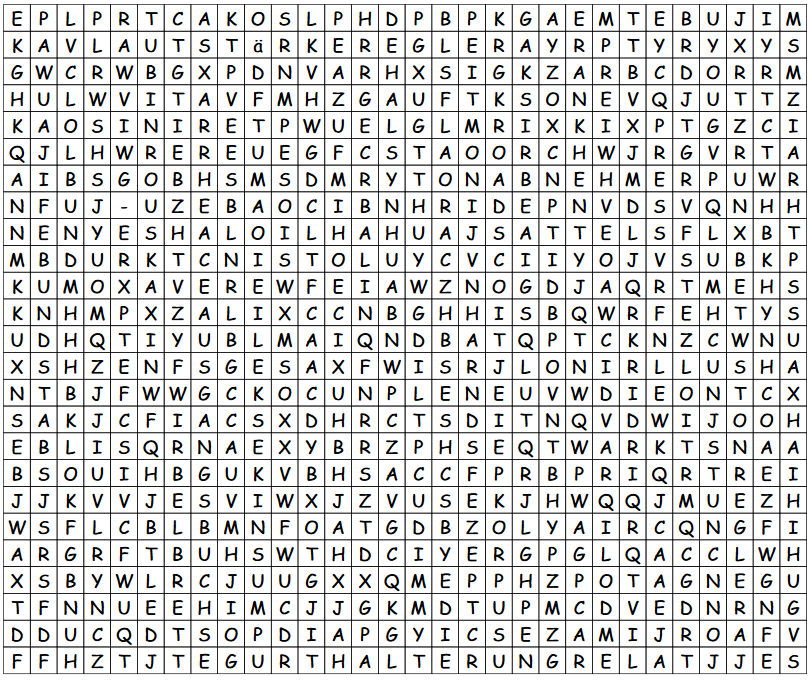 E P L P R T C A K O S L P H D P B P K G A E M T E B U J I M
K A V L A U T S T ä R K E R E G L E R A Y R P T Y R Y X Y S
G W C R W B G X P D N V A R H X S I G K Z A R B C D O R R M
H U L W V I T A V F M H Z G A U F T K S O N E V Q J U T T Z
K A O S I N I R E T P W U E L G L M R I X K I X P T G Z C I
Q J L H W R E R E U E G F C S T A O O R C H W J R G V R T A
A I B S G O B H S M S D M R Y T O N A B N E H M E R P U W R
N F U J - U Z E B A O C I B N H R I D E P N V D S V Q N H H
N E N Y E S H A L O I L H A H U A J S A T T E L S F L X B T
M B D U R K T C N I S T O L U Y C V C I I Y O J V S U B K P
K U M O X A V E R E W F E I A W Z N O G D J A Q R T M E H S
K N H M P X Z A L I X C C N B G H H I S B Q W R F E H T Y S
U D H Q T I Y U B L M A I Q N D B A T Q P T C K N Z C W N U
X S H Z E N F S G E S A X F W I S R J L O N I R L L U S H A
N T B J F W W G C K O C U N P L E N E U V W D I E O N T C X
S A K J C F I A C S X D H R C T S D I T N Q V D W I J O O H
E B L I S Q R N A E X Y B R Z P H S E Q T W A R K T S N A A
B S O U I H B G U K V B H S A C C F P R B P R I Q R T R E I
J J K V V J E S V I W X J Z V U S E K J H W Q Q J M U E Z H
W S F L C B L B M N F O A T G D B Z O L Y A I R C Q N G F I
A R G R F T B U H S W T H D C I Y E R G P G L Q A C C L W H
X S B Y W L R C J U U G X X Q M E P P H Z P O T A G N E G U
T F N N U E E H I M C J J G K M D T U P M C D V E D N R N G
D D U C Q D T S O P D I A P G Y I C S E Z A M I J R O A F V
F F H Z T J T E G U R T H A L T E R U N G R E L A T J J E S